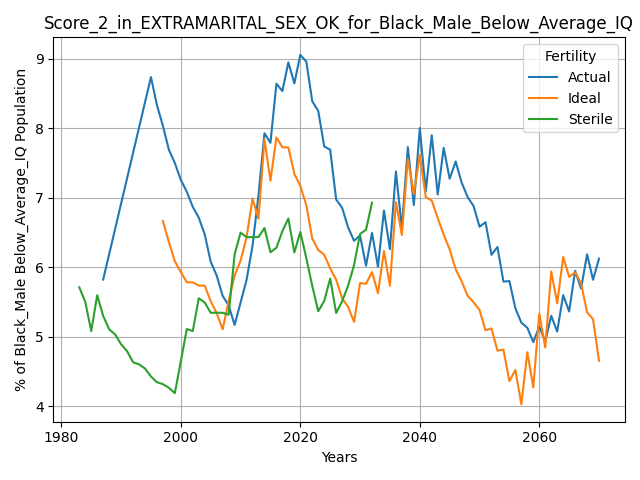 Score_2_in_EXTRAMARITAL_SEX_OK_for_Black_Male_Below_Average_IQ
% of Black_Male Below_Average_IQ Population
9
8
7
6
5
4
1980
2000
2020
2040
2060
Years
Fertility
Actual
Ideal
Sterile